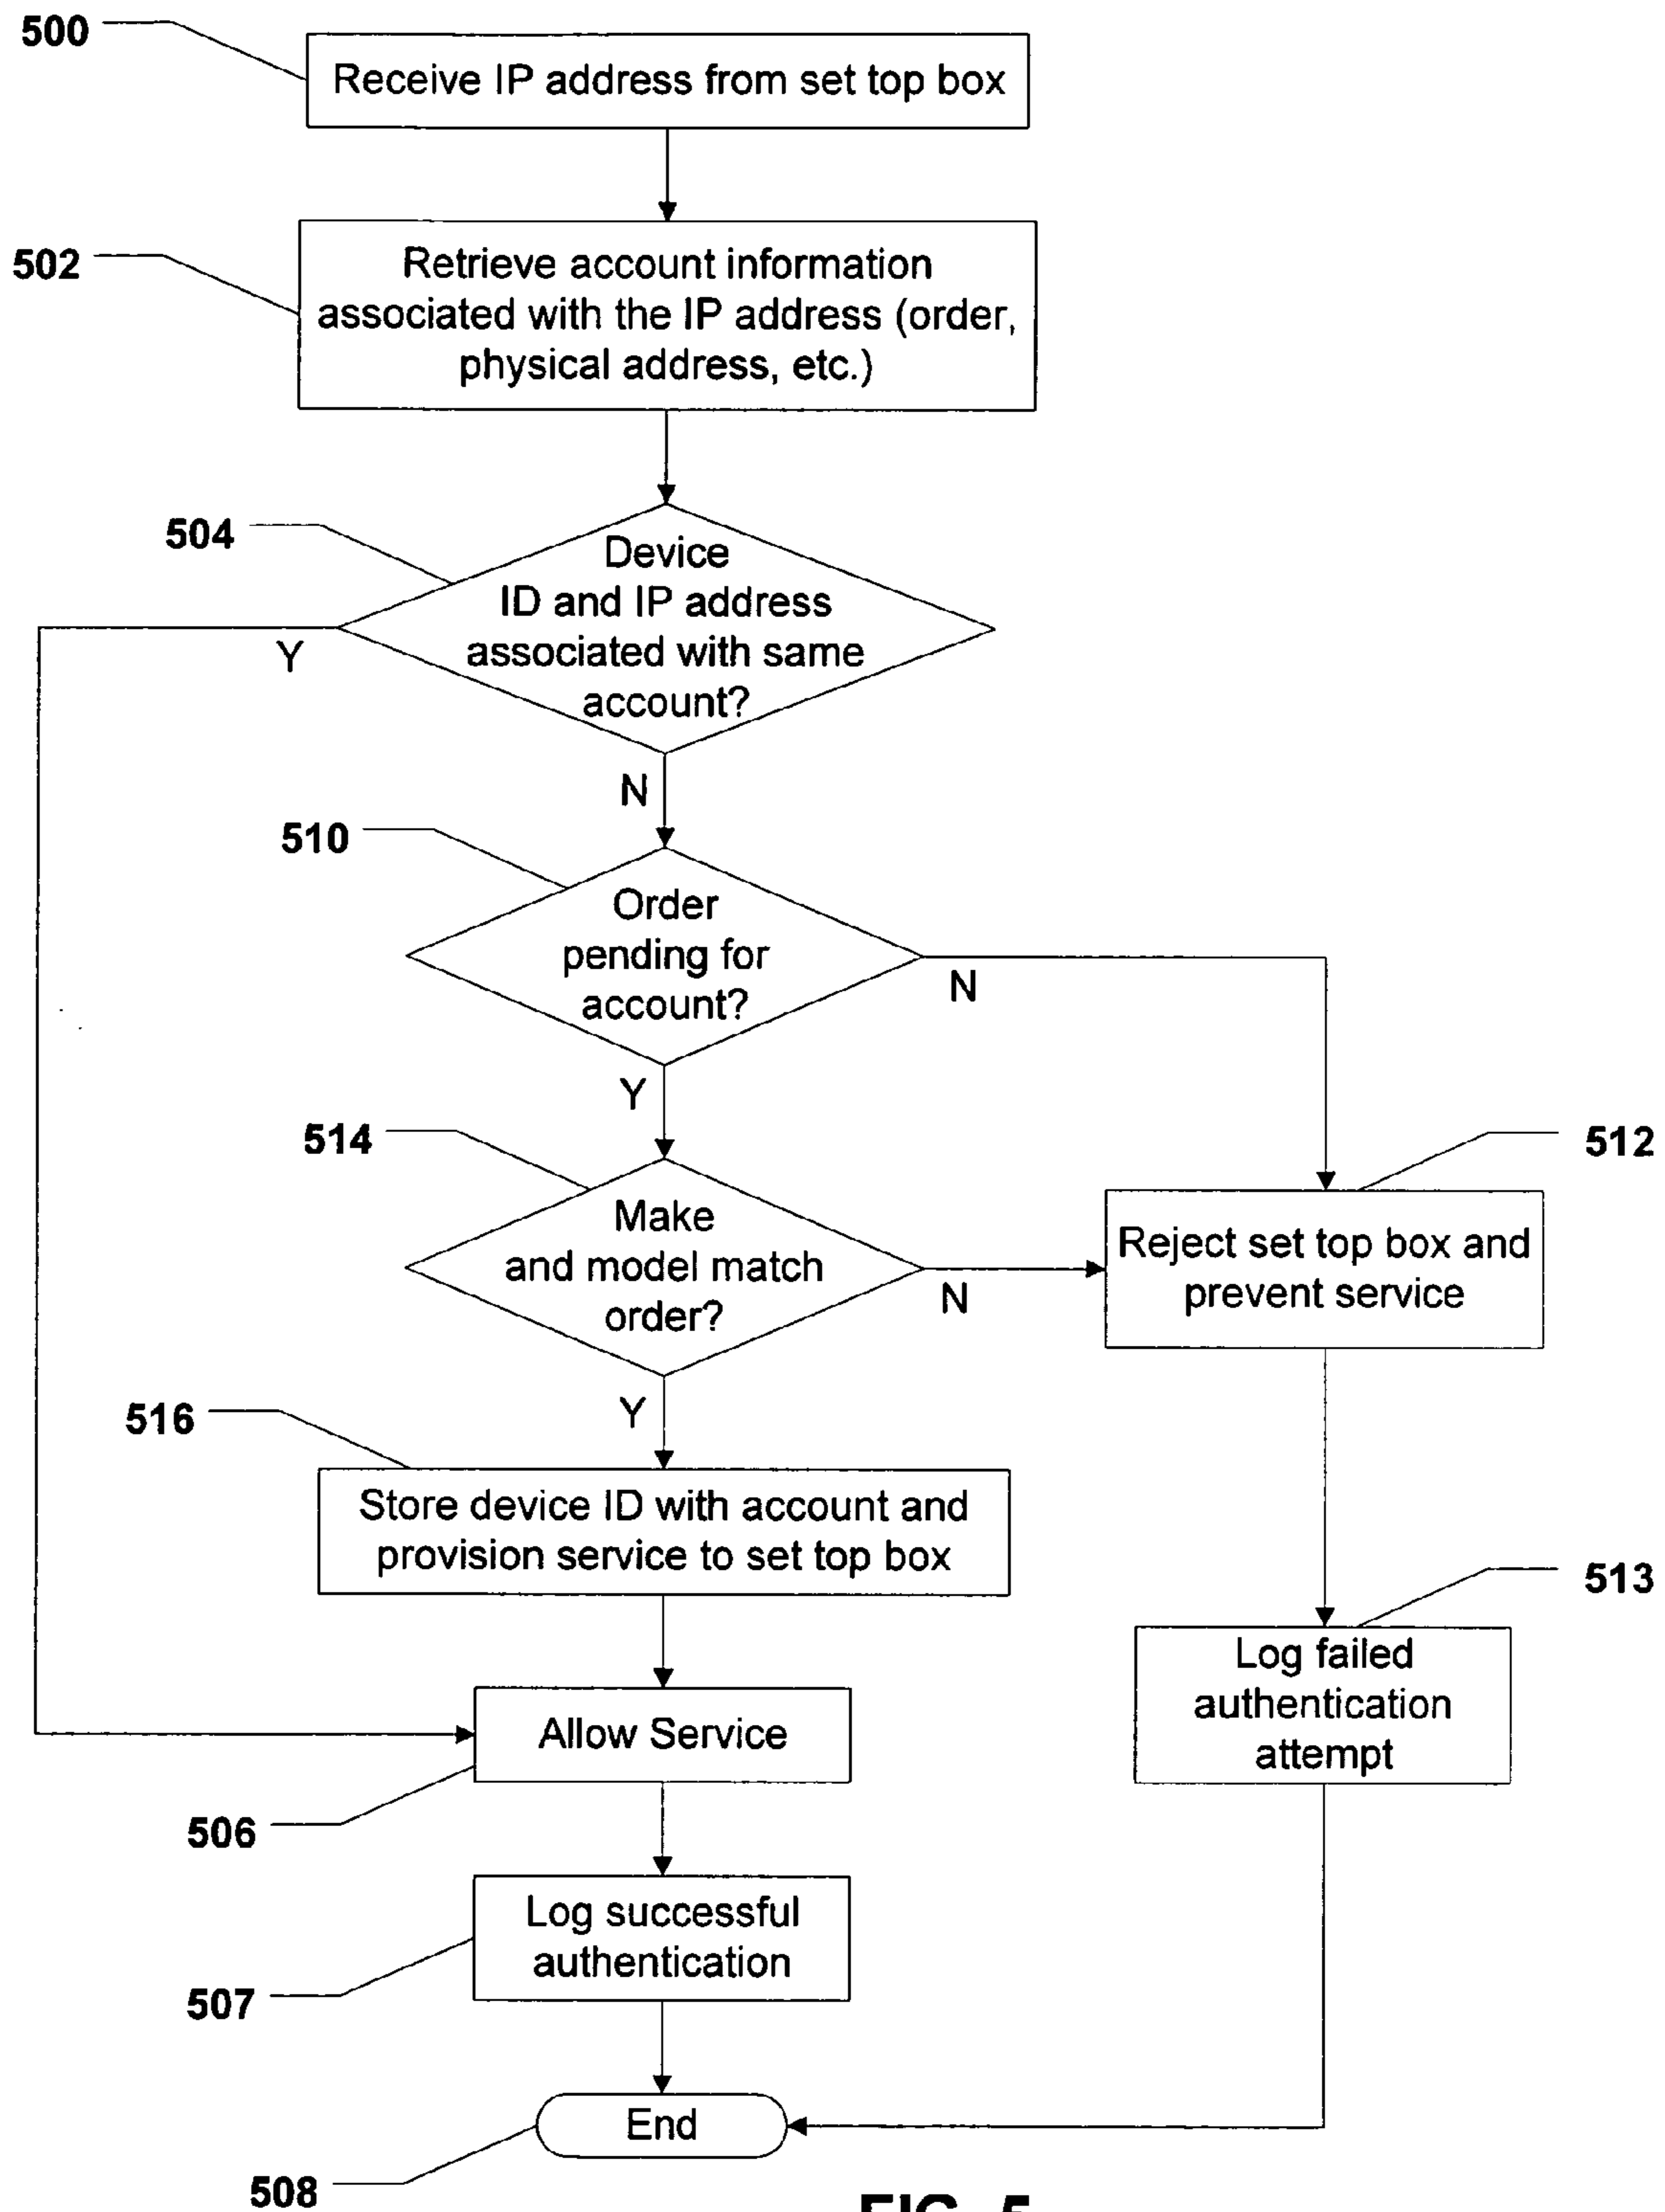 500
Receive IP address from set top box
502
Retrieve account information
associated with the IP address (order,
physical address, etc.)
504
Device
ID and IP address
associated with same
account?
Y
N
510
Order
pending for
account?
N
Y
514
Make
and model match
order?
N
512
Reject set top box and
prevent service
Y
516
Store device ID with account and
provision service to set top box
513
Log failed
authentication
attempt
Allow Service
506
Log successful
authentication
507
End
508
FIG. 5